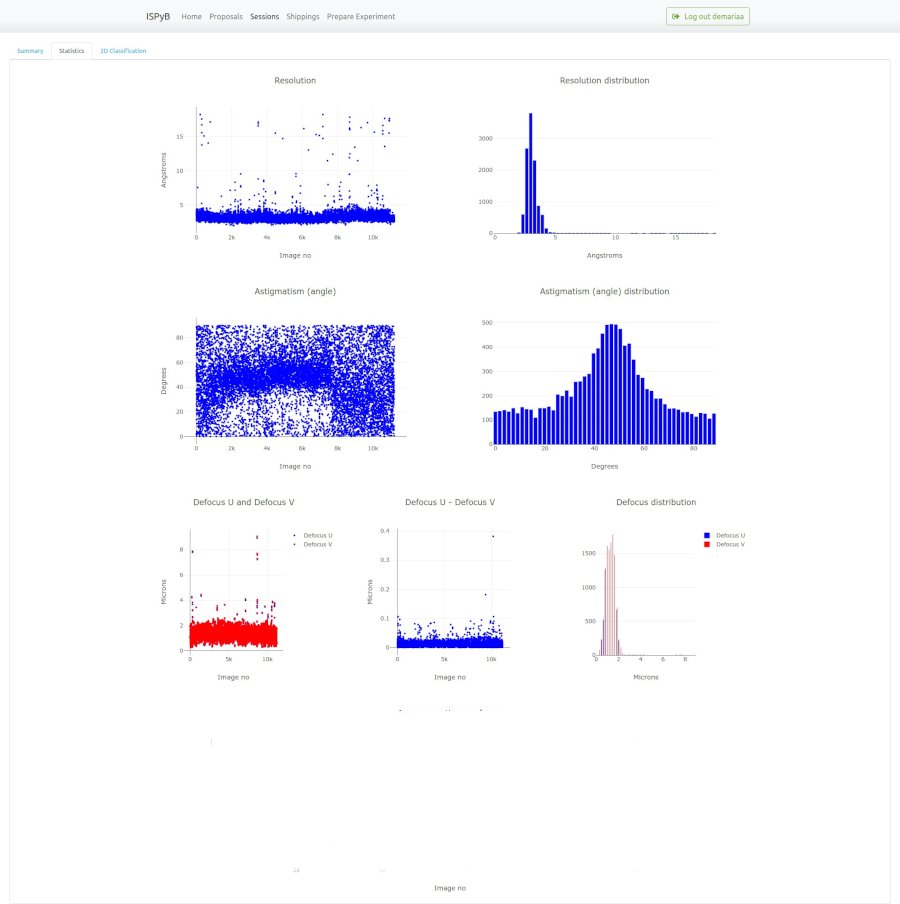 ISPyB Home Proposals Sessions Shippings Prepare Experiment Log out demariaa
Summary Statistics 2D Classification
Resolution
Angstroms
15
10
5
0 2k 4k 6k 8k 10k
Image no
Resolution distribution
3000
2000
1000
0
0 5 10 15
Angstroms
Astigmatism (angle)
Degrees
80
60
40
20
0
0 2k 4k 6k 8k 10k
Image no
Astigmatism (angle) distribution
500
400
300
200
100
0
0 20 40 60 80
Degrees
Defocus U and Defocus V
Defocus U
Defocus V
Microns
8
6
4
2
0
0 5k 10k
Image no
Defocus U - Defocus V
Microns
0.4
0.3
0.2
0.1
0
0 5k 10k
Image no
Defocus distribution
Defocus U
Defocus V
1500
1000
500
0
0 2 4 6 8
Microns
Image no